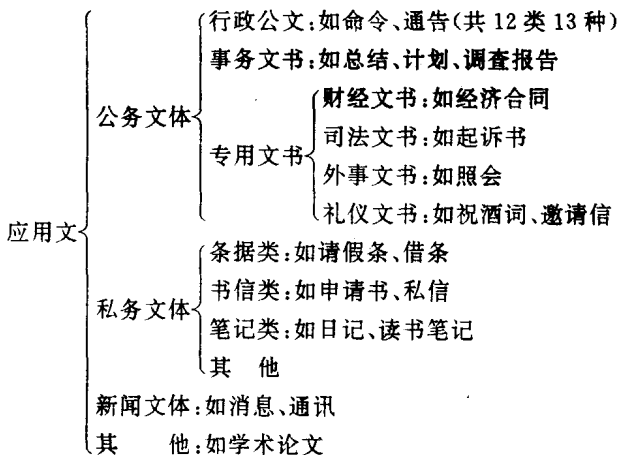 行政公文:如命令、通告(共12类13种)
事务文书:如总结、计划、调查报告
公务文体
财经文书:如经济合同
司法文书:如起诉书
专用文书
外事文书:如照会
礼仪文书:如祝酒词、邀请信
应用文
条据类:如请假条、借条
书信类:如申请书、私信
私务文体
笔记类:如日记、读书笔记
其 他
新闻文体:如消息、通讯
其 他:如学术论文